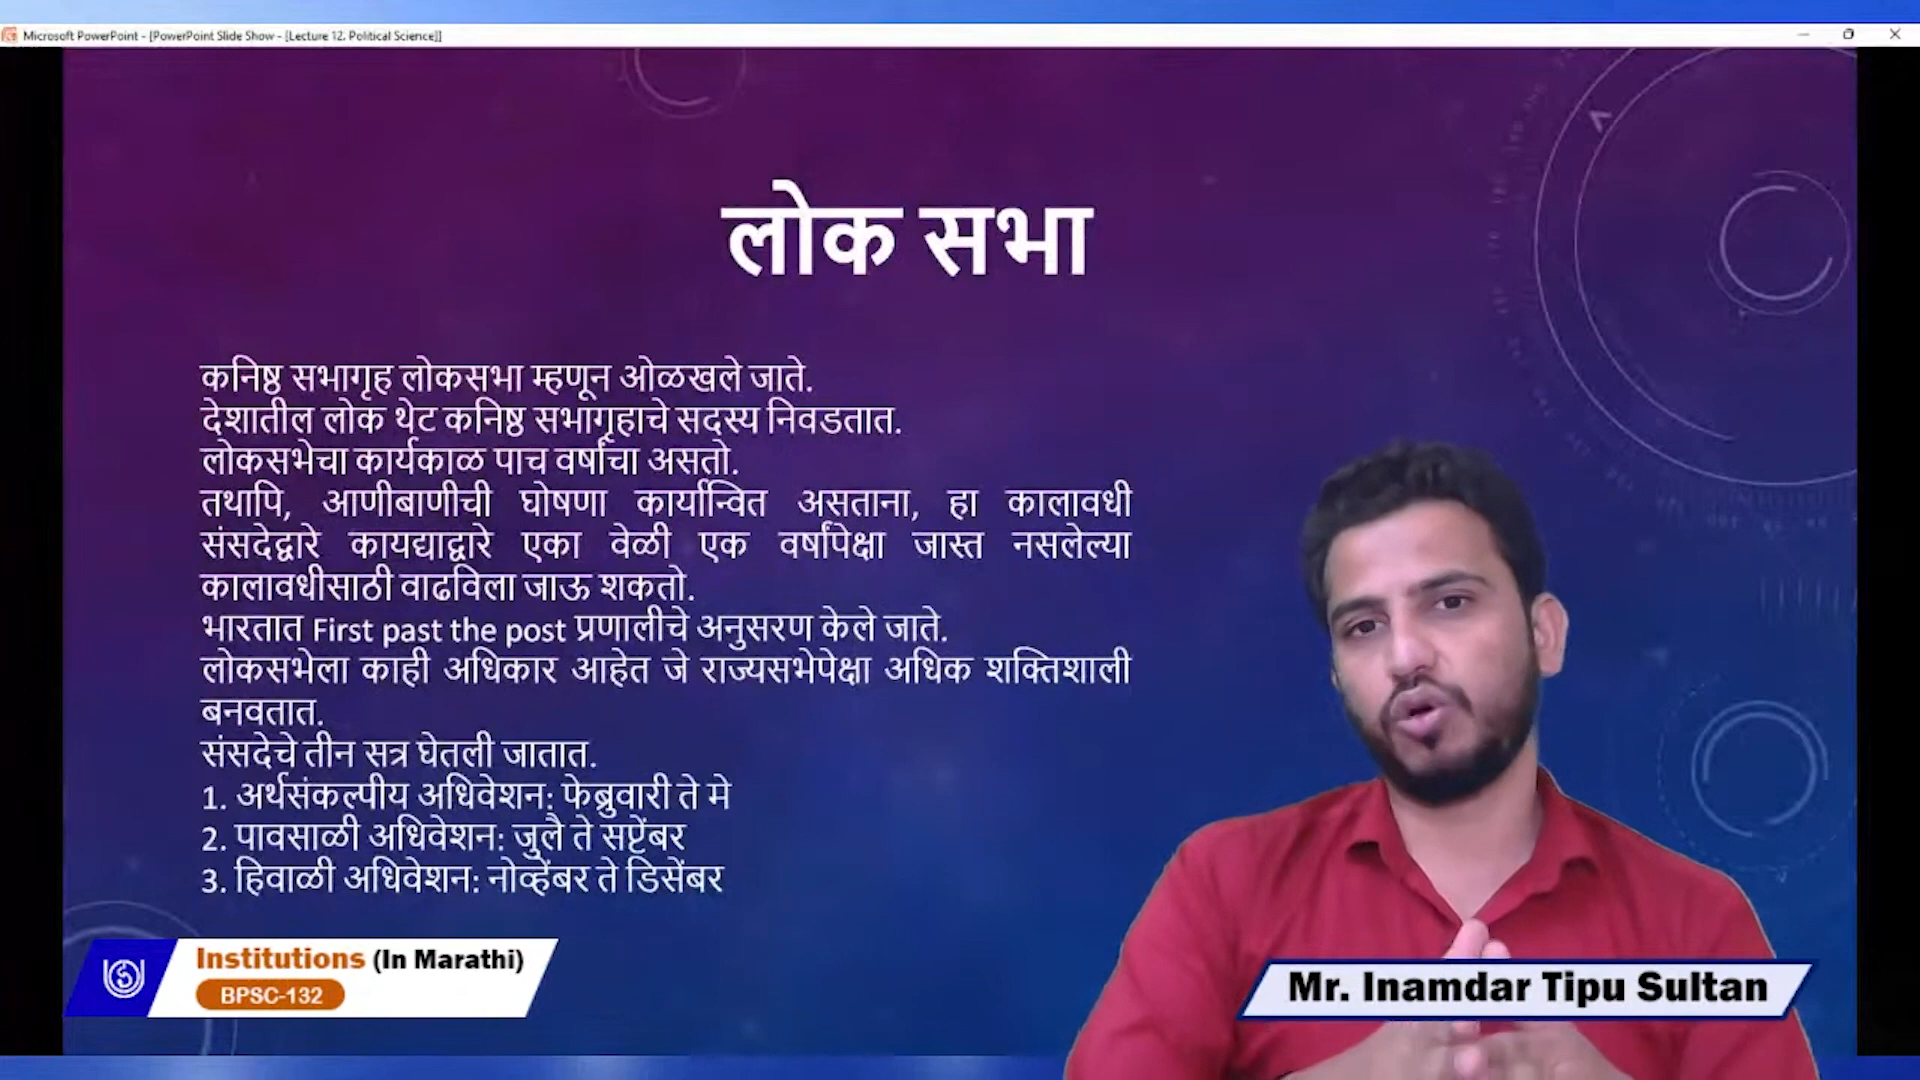 Microsoft PowerPoint - [PowerPoint Slide Show - [Lecture 12. Political Science]]
लोक सभा
कनिष्ठ सभागृह लोकसभा म्हणून ओळखले जाते.
देशातील लोक थेट कनिष्ठ सभागृहाचे सदस्य निवडतात.
लोकसभेचा कार्यकाळ पाच वर्षांचा असतो.
तथापि, आणीबाणीची घोषणा कार्यान्वित असताना, हा कालावधी
संसदेद्वारे कायद्याद्वारे एका वेळी एक वर्षांपेक्षा जास्त नसलेल्या
कालावधीसाठी वाढविला जाऊ शकतो.
भारतात First past the post प्रणालीचे अनुसरण केले जाते.
लोकसभेला काही अधिकार आहेत जे राज्यसभेपेक्षा अधिक शक्तिशाली
बनवतात.
संसदेचे तीन सत्र घेतली जातात.
1. अर्थसंकल्पीय अधिवेशन: फेब्रुवारी ते मे
2. पावसाळी अधिवेशन: जुलै ते सप्टेंबर
3. हिवाळी अधिवेशन: नोव्हेंबर ते डिसेंबर
Institutions (In Marathi)
BPSC-132
Mr. Inamdar Tipu Sultan